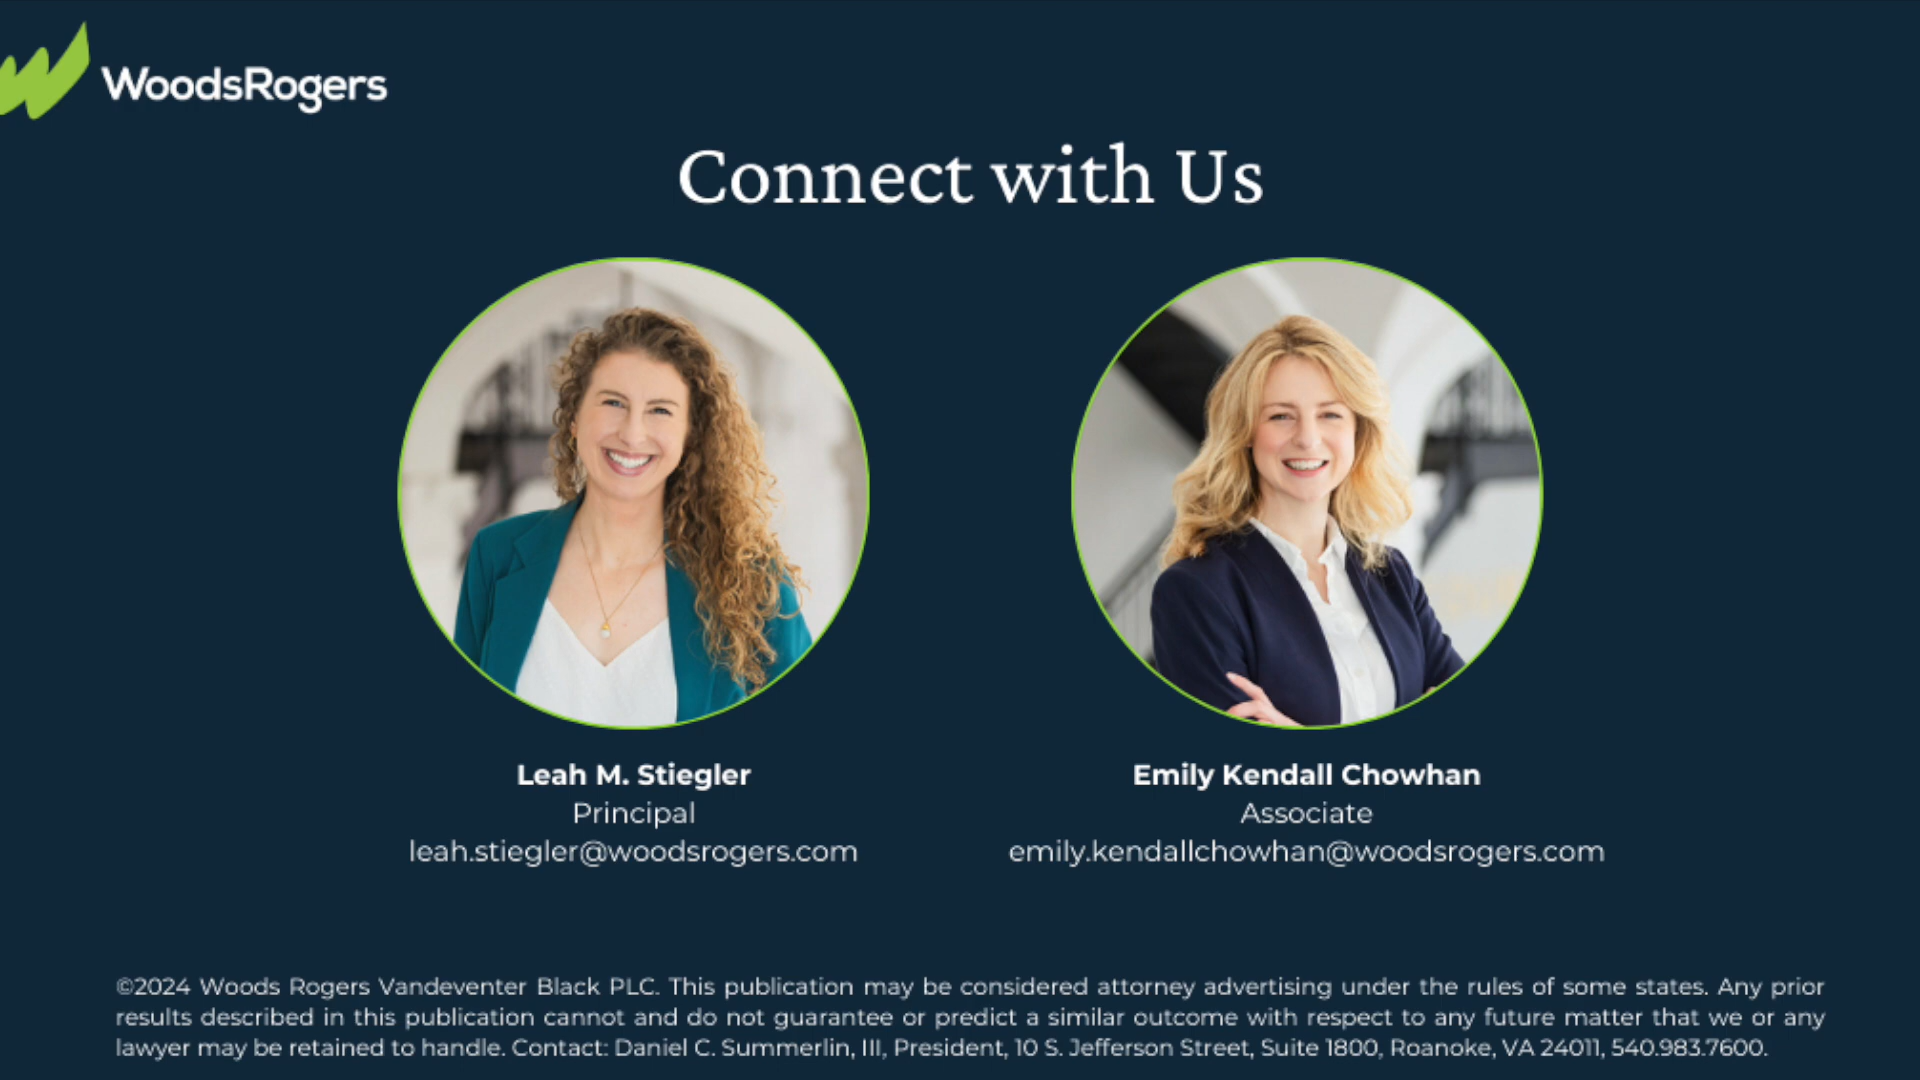 WoodsRogers
Connect with Us
Leah M. Stiegler
Principal
leah.stiegler@woodsrogers.com
Emily Kendall Chowhan
Associate
emily.kendallchowhan@woodsrogers.com
©2024 Woods Rogers Vandeventer Black PLC. This publication may be considered attorney advertising under the rules of some states. Any prior
results described in this publication cannot and do not guarantee or predict a similar outcome with respect to any future matter that we or any
lawyer may be retained to handle. Contact: Daniel C. Summerlin, III, President, 10 S. Jefferson Street, Suite 1800, Roanoke, VA 24011, 540.983.7600.